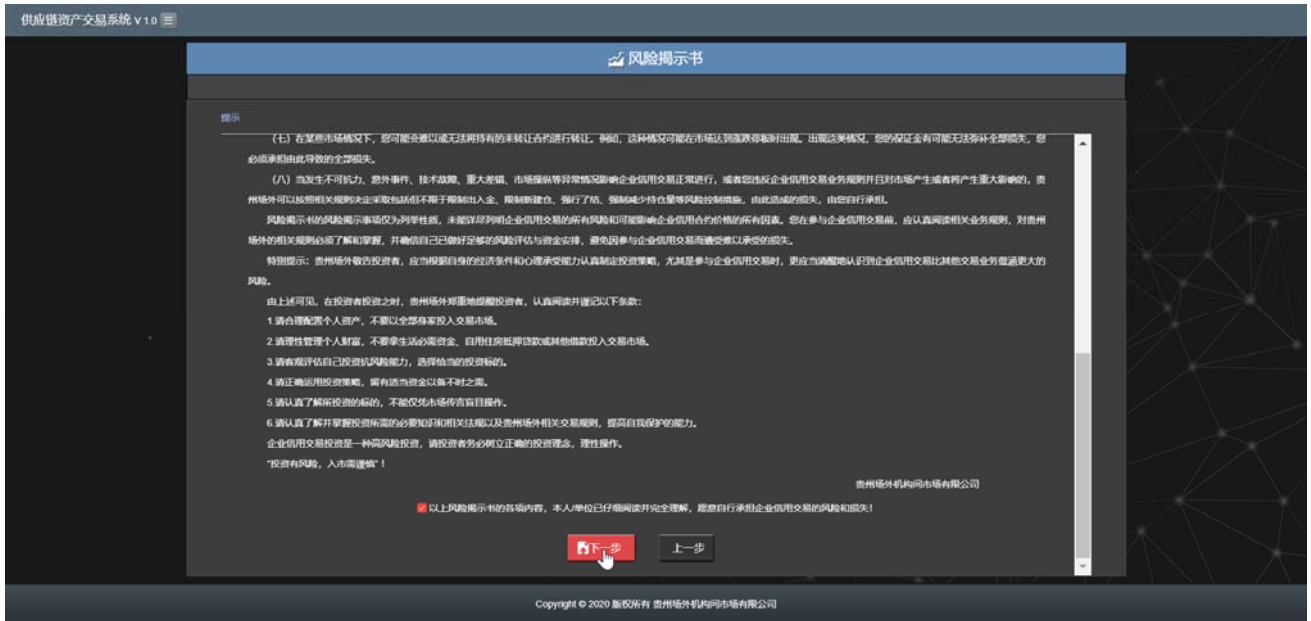 供应链资产交易系统 V 1.0
风险揭示书
提示
（七）在某些市场情况下，您可能会难以或无法将持有的未转让合约进行转让。例如，这种情况可能在市场达到涨跌停板时出现。出现这类情况，您的保证金有可能无法弥补全部损失，您
必须承担由此导致的全部损失。
（八）当发生不可抗力、意外事件、技术故障、重大差错、市场操纵等异常情况影响企业信用交易正常进行，或者您违反企业信用交易业务规则并且对市场产生或者将产生重大影响的，贵
州场外可以按照相关规则决定采取包括但不限于限制出入金、限制新建仓、强行了结、强制减少持仓量等风险控制措施，由此造成的损失，由您自行承担。
风险揭示书的风险揭示事项仅为列举性质，未能详尽列明企业信用交易的所有风险和可能影响企业信用合约价格的所有因素。您在参与企业信用交易前，应认真阅读相关业务规则，对贵州
场外的相关规则必须了解和掌握，并确信自己已做好足够的风险评估与资金安排，避免因参与企业信用交易而遭受难以承受的损失。
特别提示：贵州场外敬告投资者，应当根据自身的经济条件和心理承受能力认真制定投资策略，尤其是参与企业信用交易时，更应当清醒地认识到企业信用交易比其他交易业务蕴涵更大的
风险。
由上述可见，在投资者投资之时，贵州场外郑重地提醒投资者，认真阅读并谨记以下条款：
1.请合理配置个人资产，不要以全部身家投入交易市场。
2.请理性管理个人财富，不要拿生活必需资金、自用住房抵押贷款或其他借款投入交易市场。
3.请客观评估自己投资抗风险能力，选择恰当的投资标的。
4.请正确运用投资策略，留有适当资金以备不时之需。
5.请认真了解所投资的标的，不能仅凭市场传言盲目操作。
6.请认真了解并掌握投资所需的必要知识和相关法规以及贵州场外相关交易规则，提高自我保护的能力。
企业信用交易投资是一种高风险投资，请投资者务必树立正确的投资理念，理性操作。
“投资有风险，入市需谨慎”！
贵州场外机构间市场有限公司
以上风险揭示书的各项内容，本人/单位已仔细阅读并完全理解，愿意自行承担企业信用交易的风险和损失！
下一步 上一步
Copyright © 2020 版权所有 贵州场外机构间市场有限公司